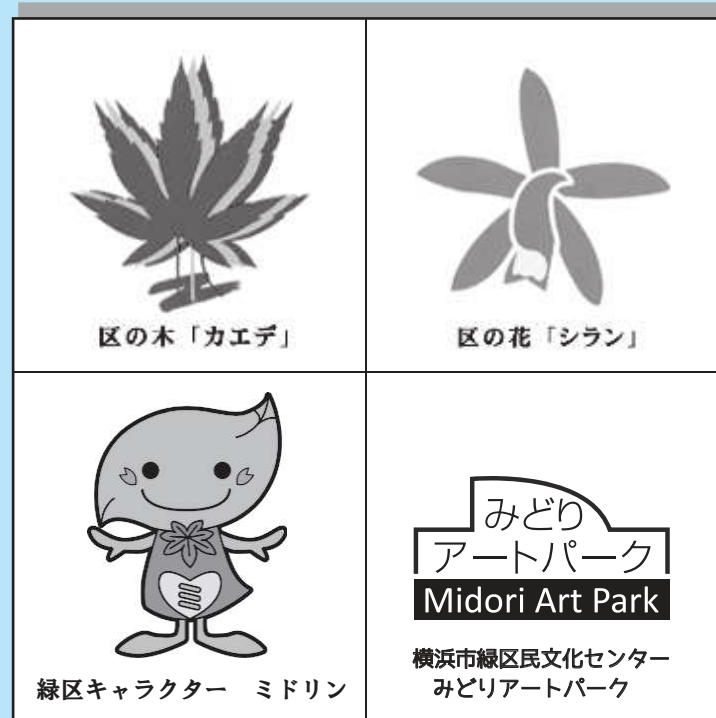 区の木「カエデ」
区の花「シラン」
緑区キャラクター　ミドリン
みどり
アートパーク
Midori Art Park
横浜市緑区民文化センター
みどりアートパーク